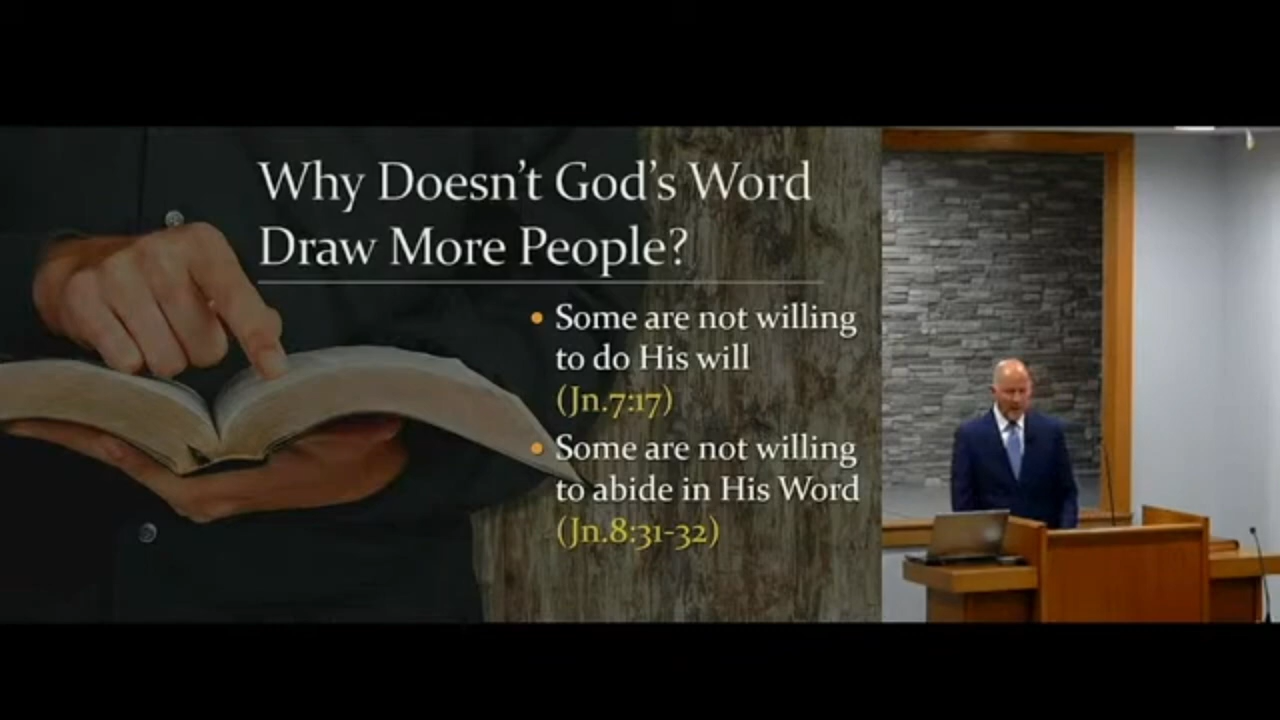 Why Doesn't God's Word
Draw More People?
• Some are not willing
to do His will
(Jn.7:17)
• Some are not willing
to abide in His Word
(Jn.8:31-32)